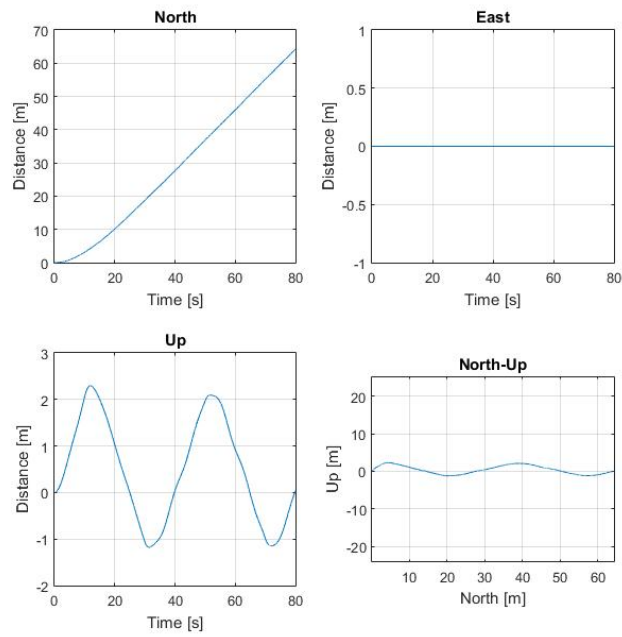 North
70
60
50
40
30
20
10
0
Distance [m]
0 20 40 60 80
Time [s]
East
1
0.5
0
-0.5
-1
Distance [m]
0 20 40 60 80
Time [s]
Up
3
2
1
0
-1
-2
Distance [m]
0 20 40 60 80
Time [s]
North-Up
20
10
0
-10
-20
Up [m]
10 20 30 40 50 60
North [m]